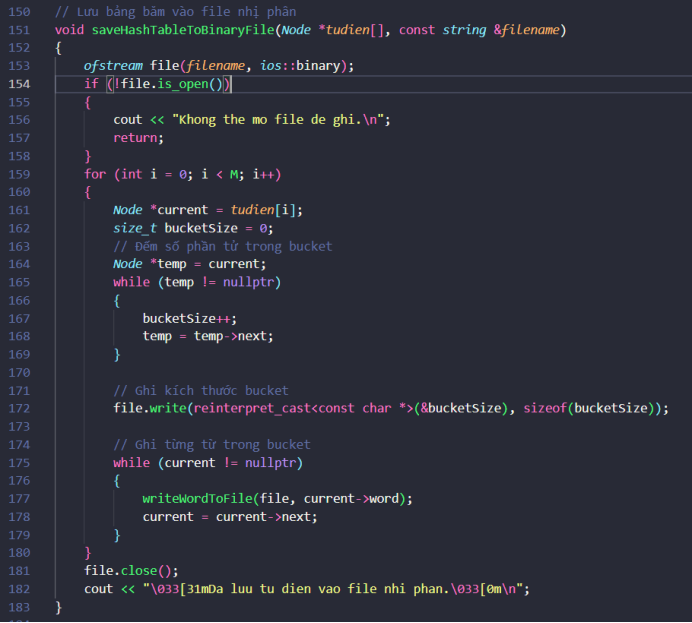 150 // Lưu bảng băm vào file nhị phân
151 void saveHashTableToBinaryFile(Node *tudien[], const string &filename)
152 {
153     ofstream file(filename, ios::binary);
154     if (!file.is_open())
155     {
156         cout << "Khong the mo file de ghi.\n";
157         return;
158     }
159     for (int i = 0; i < M; i++)
160     {
161         Node *current = tudien[i];
162         size_t bucketSize = 0;
163         // Đếm số phần tử trong bucket
164         Node *temp = current;
165         while (temp != nullptr)
166         {
167             bucketSize++;
168             temp = temp->next;
169         }
170
171         // Ghi kích thước bucket
172         file.write(reinterpret_cast<const char *>(&bucketSize), sizeof(bucketSize));
173
174         // Ghi từng từ trong bucket
175         while (current != nullptr)
176         {
177             writeWordToFile(file, current->word);
178             current = current->next;
179         }
180     }
181     file.close();
182     cout << "\033[31mDa luu tu dien vao file nhi phan.\033[0m\n";
183 }